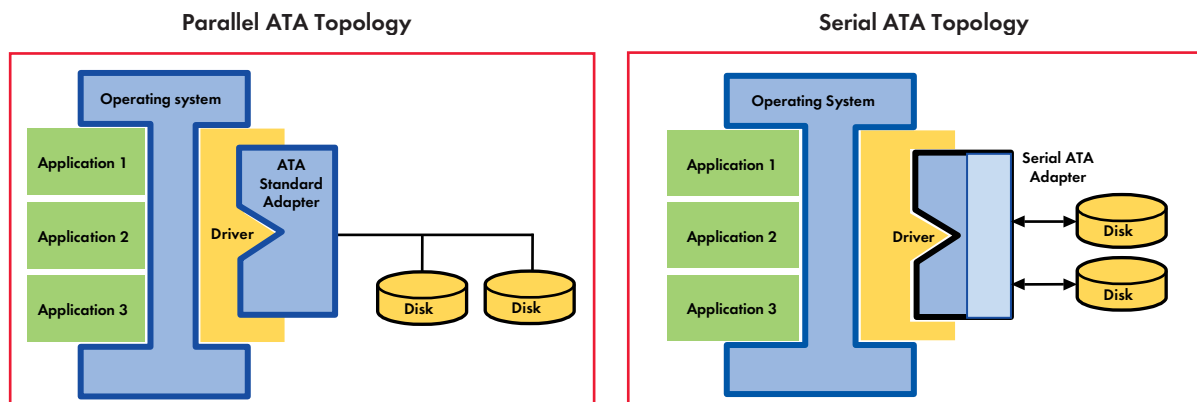 Parallel ATA Topology
Operating system
Application 1
Application 2
Application 3
Driver
ATA
Standard
Adapter
Disk
Disk
Serial ATA Topology
Operating System
Application 1
Application 2
Application 3
Driver
Serial ATA
Adapter
Disk
Disk